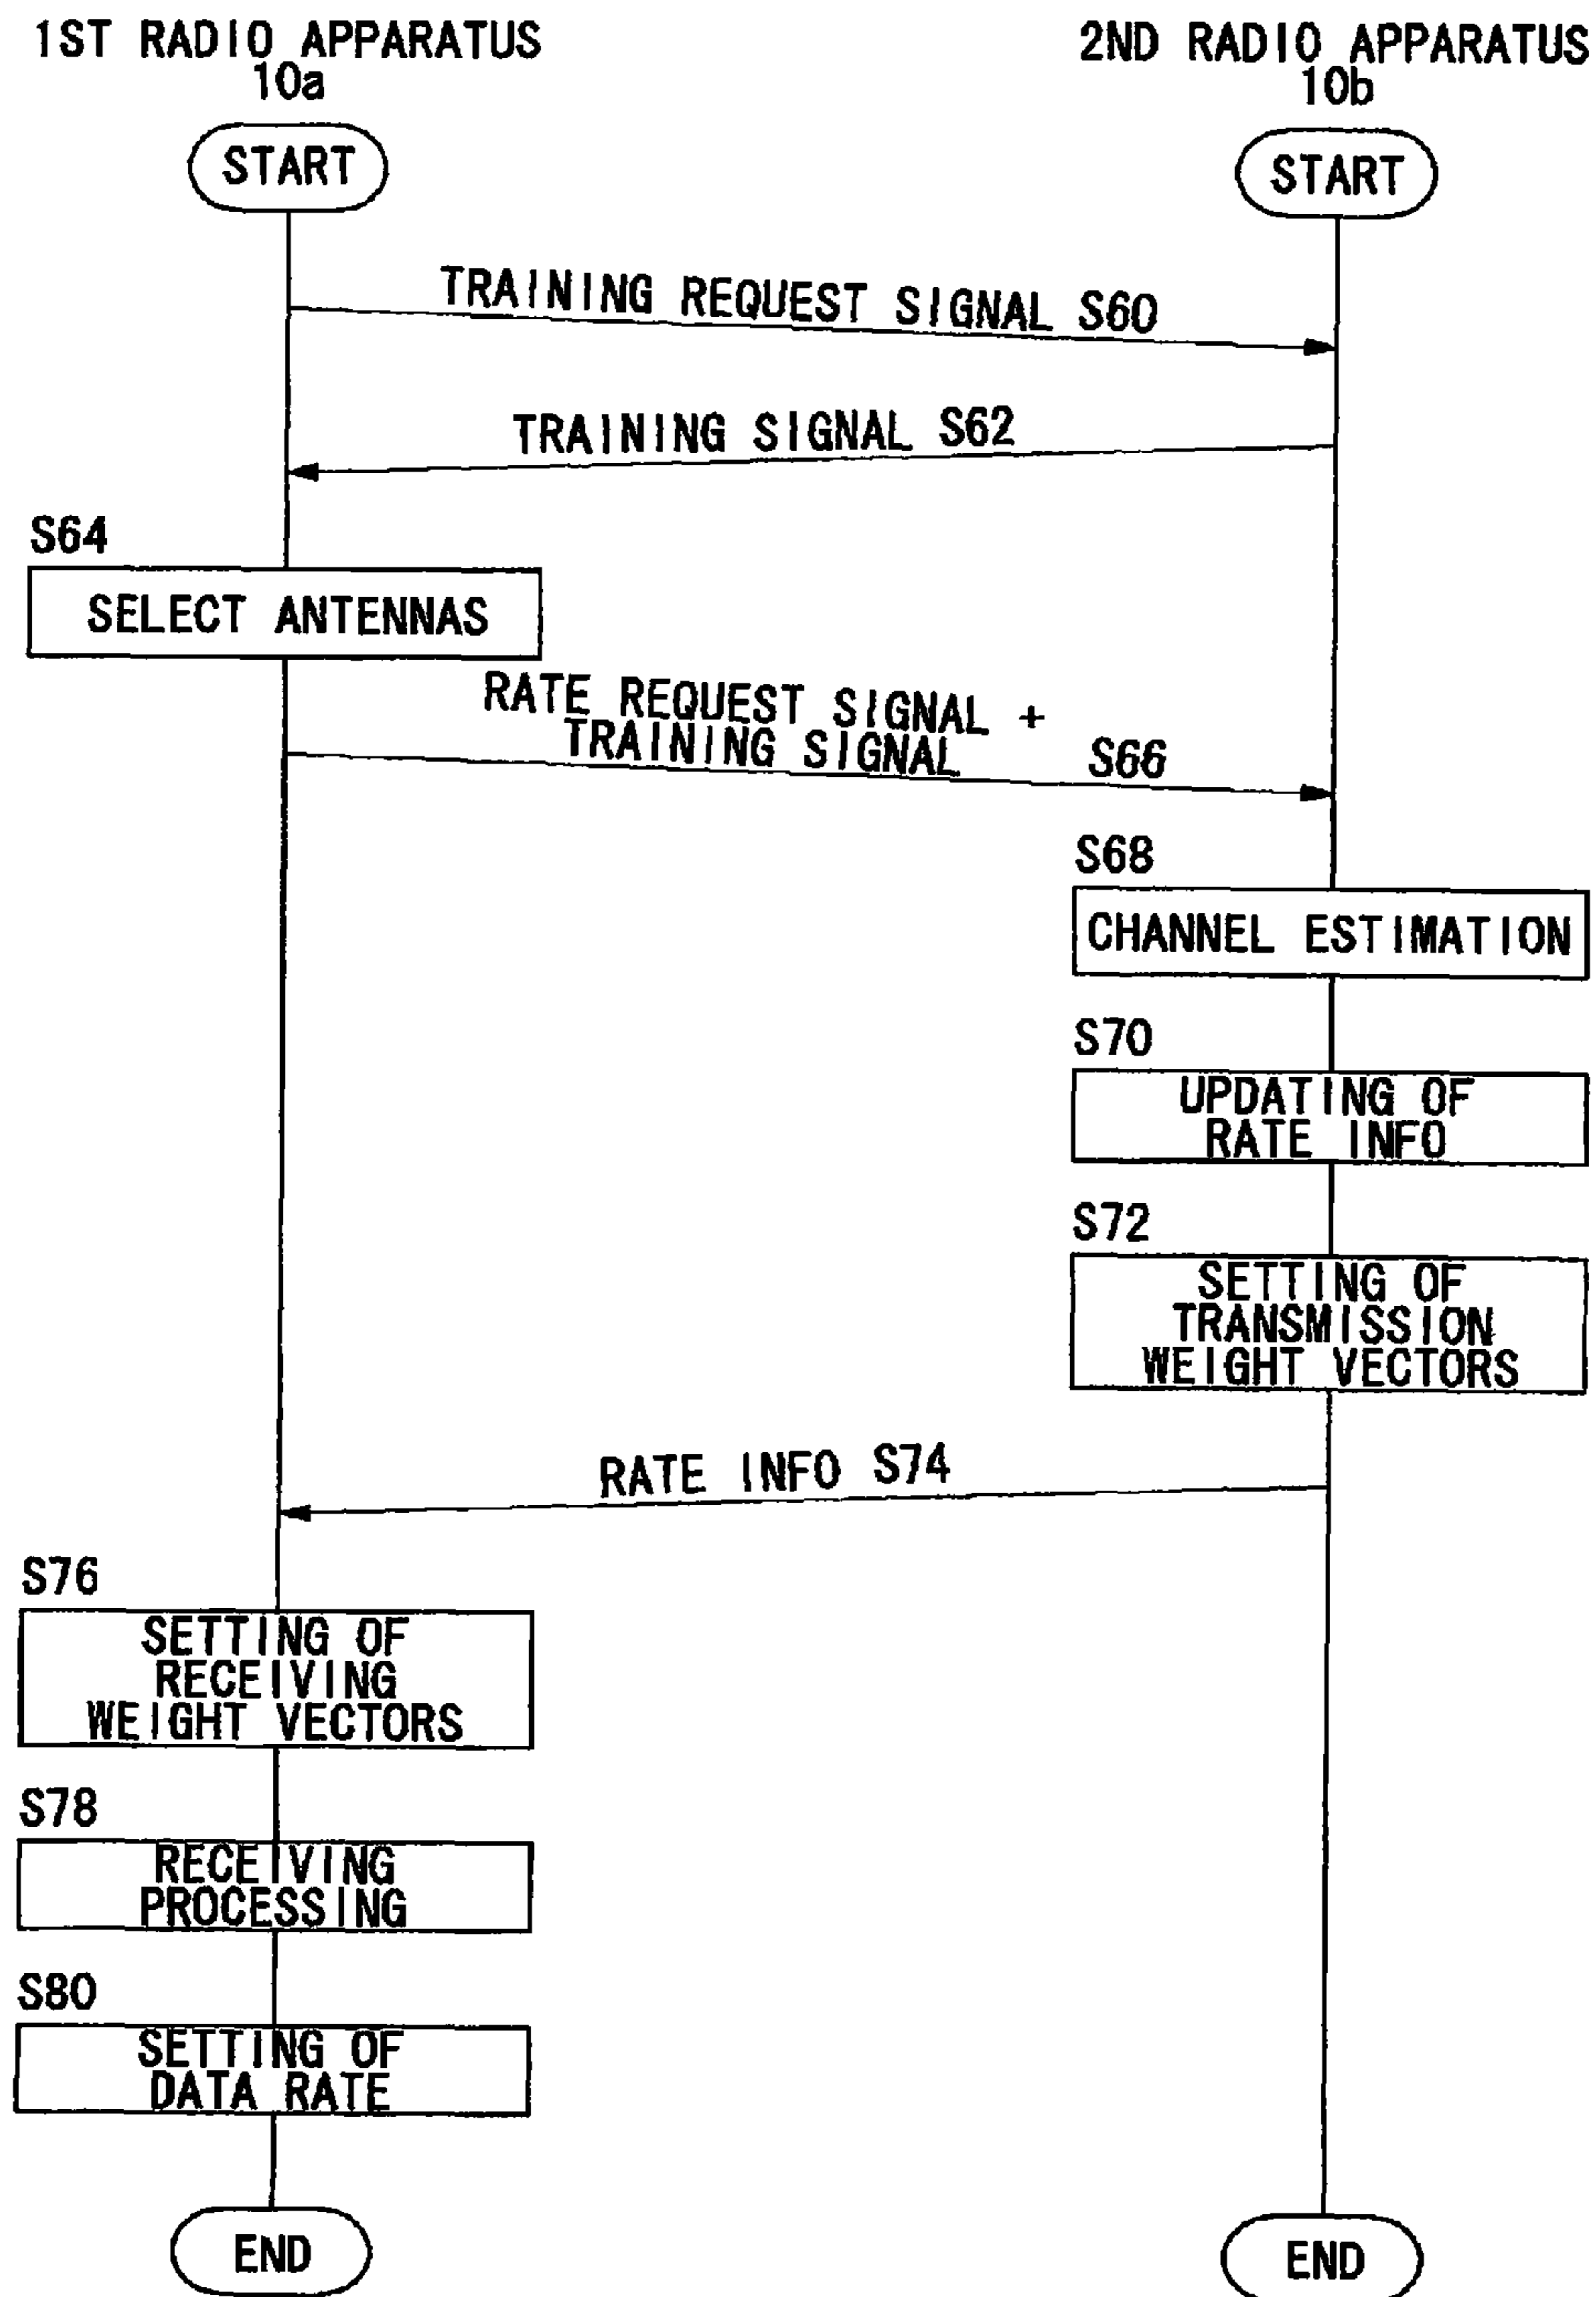 1ST RADIO APPARATUS
10a
2ND RADIO APPARATUS
10b
START
START
TRAINING REQUEST SIGNAL S60
TRAINING SIGNAL S62
S64
SELECT ANTENNAS
RATE REQUEST SIGNAL +
TRAINING SIGNAL S66
S68
CHANNEL ESTIMATION
S70
UPDATING OF
RATE INFO
S72
SETTING OF
TRANSMISSION
WEIGHT VECTORS
RATE INFO S74
S76
SETTING OF
RECEIVING
WEIGHT VECTORS
S78
RECEIVING
PROCESSING
S80
SETTING OF
DATA RATE
END
END